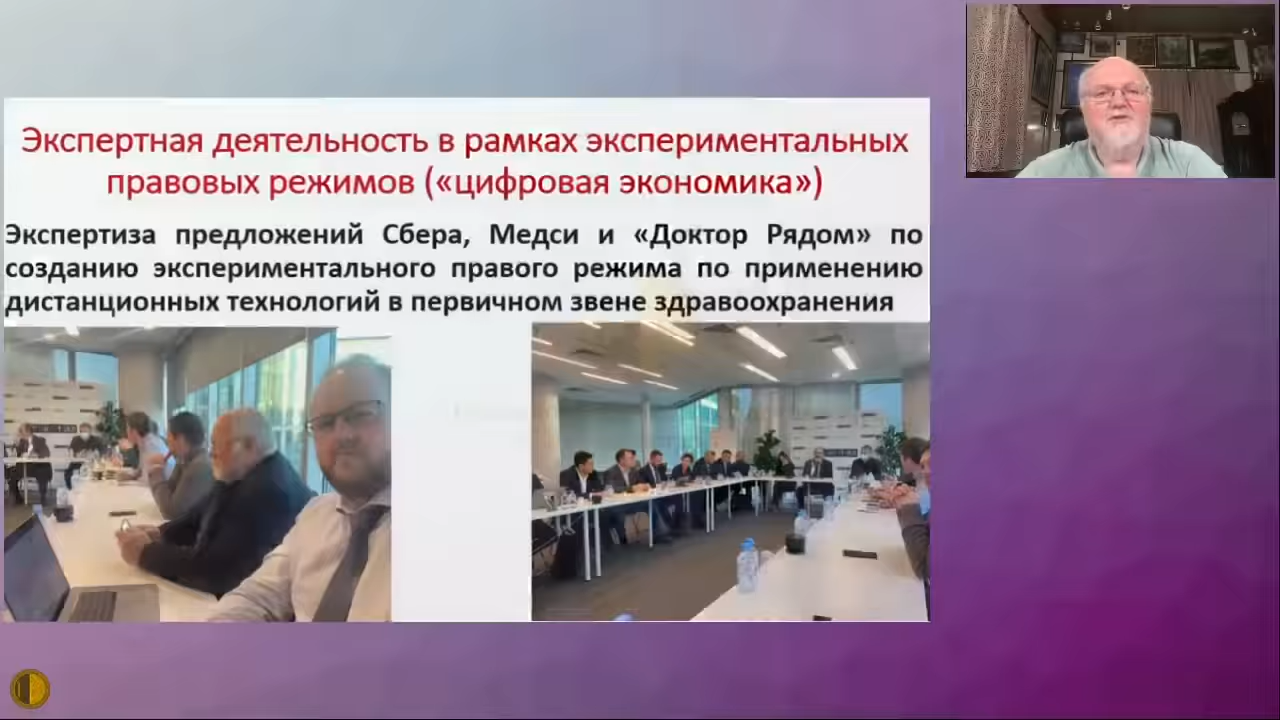 Экспертная деятельность в рамках экспериментальных
правовых режимов («цифровая экономика»)
Экспертиза предложений Сбера, Медси и «Доктор Рядом» по
созданию экспериментального правого режима по применению
дистанционных технологий в первичном звене здравоохранения